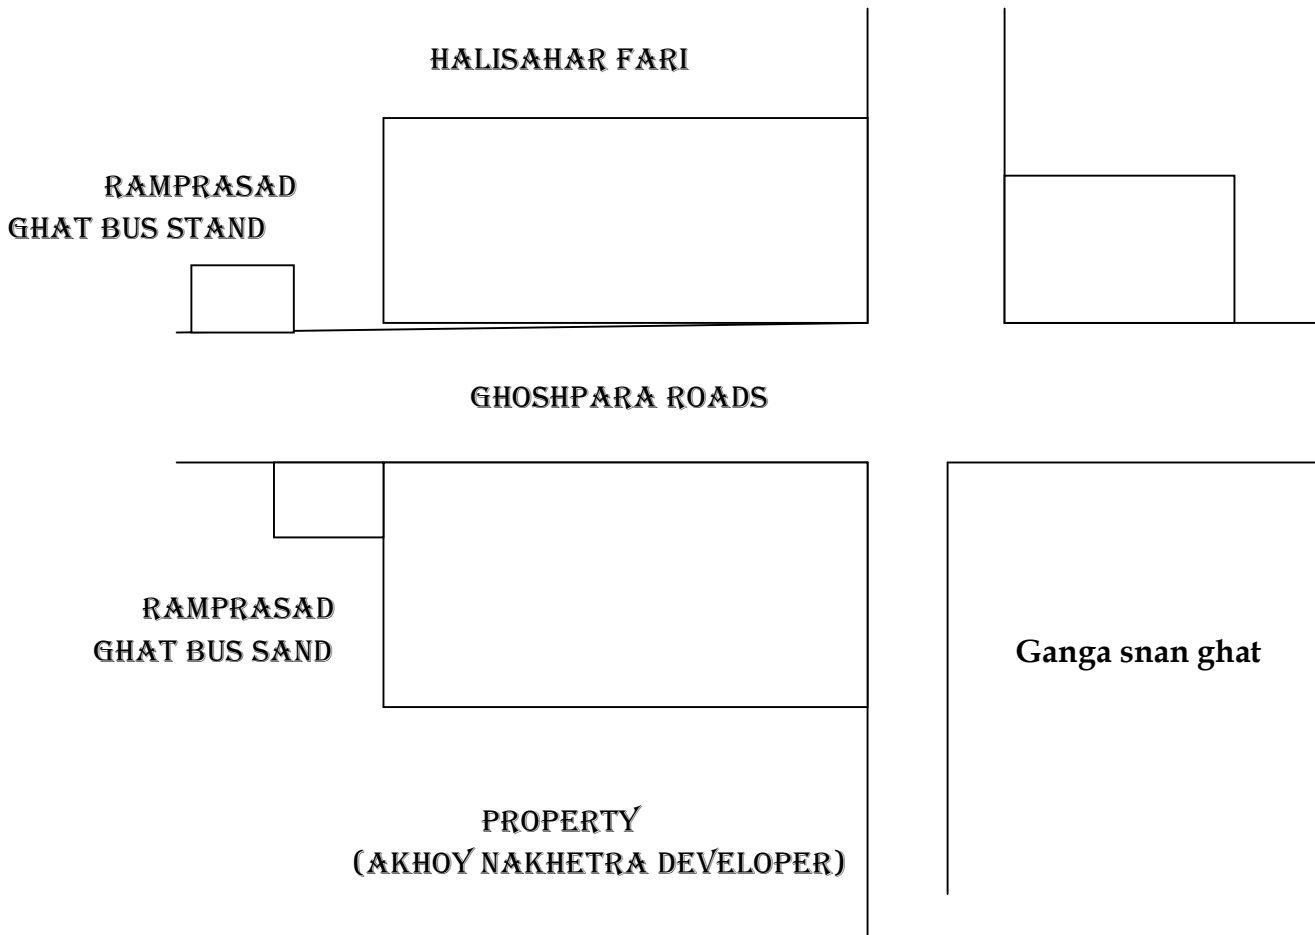 HALISAHAR FARI
RAMPRASAD
GHAT BUS STAND
GHOSHPARA ROADS
RAMPRASAD
GHAT BUS SAND
Ganga snan ghat
PROPERTY
(AKHOY NAKHETRA DEVELOPER)